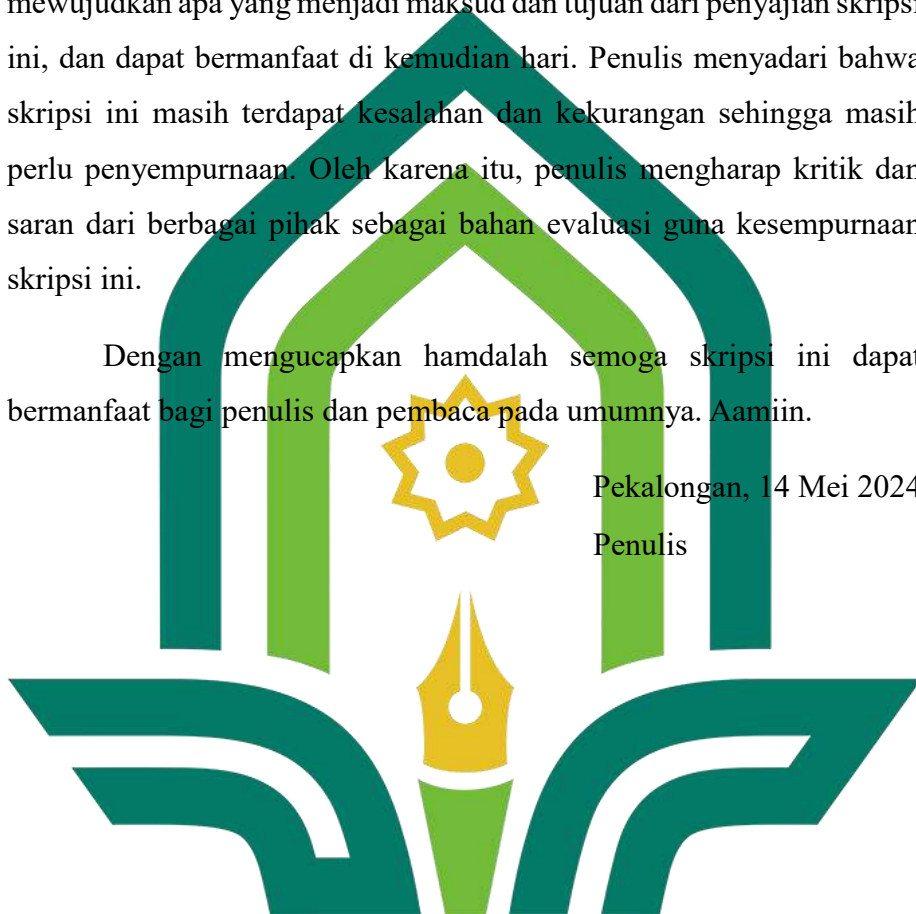 mewujudkan apa yang menjadi maksud dan tujuan dari penyajian skripsi
ini, dan dapat bermanfaat di kemudian hari. Penulis menyadari bahwa
skripsi ini masih terdapat kesalahan dan kekurangan sehingga masih
perlu penyempurnaan. Oleh karena itu, penulis mengharap kritik dan
saran dari berbagai pihak sebagai bahan evaluasi guna kesempurnaan
skripsi ini.
Dengan mengucapkan hamdalah semoga skripsi ini dapat
bermanfaat bagi penulis dan pembaca pada umumnya. Aamiin.
Pekalongan, 14 Mei 2024
Penulis